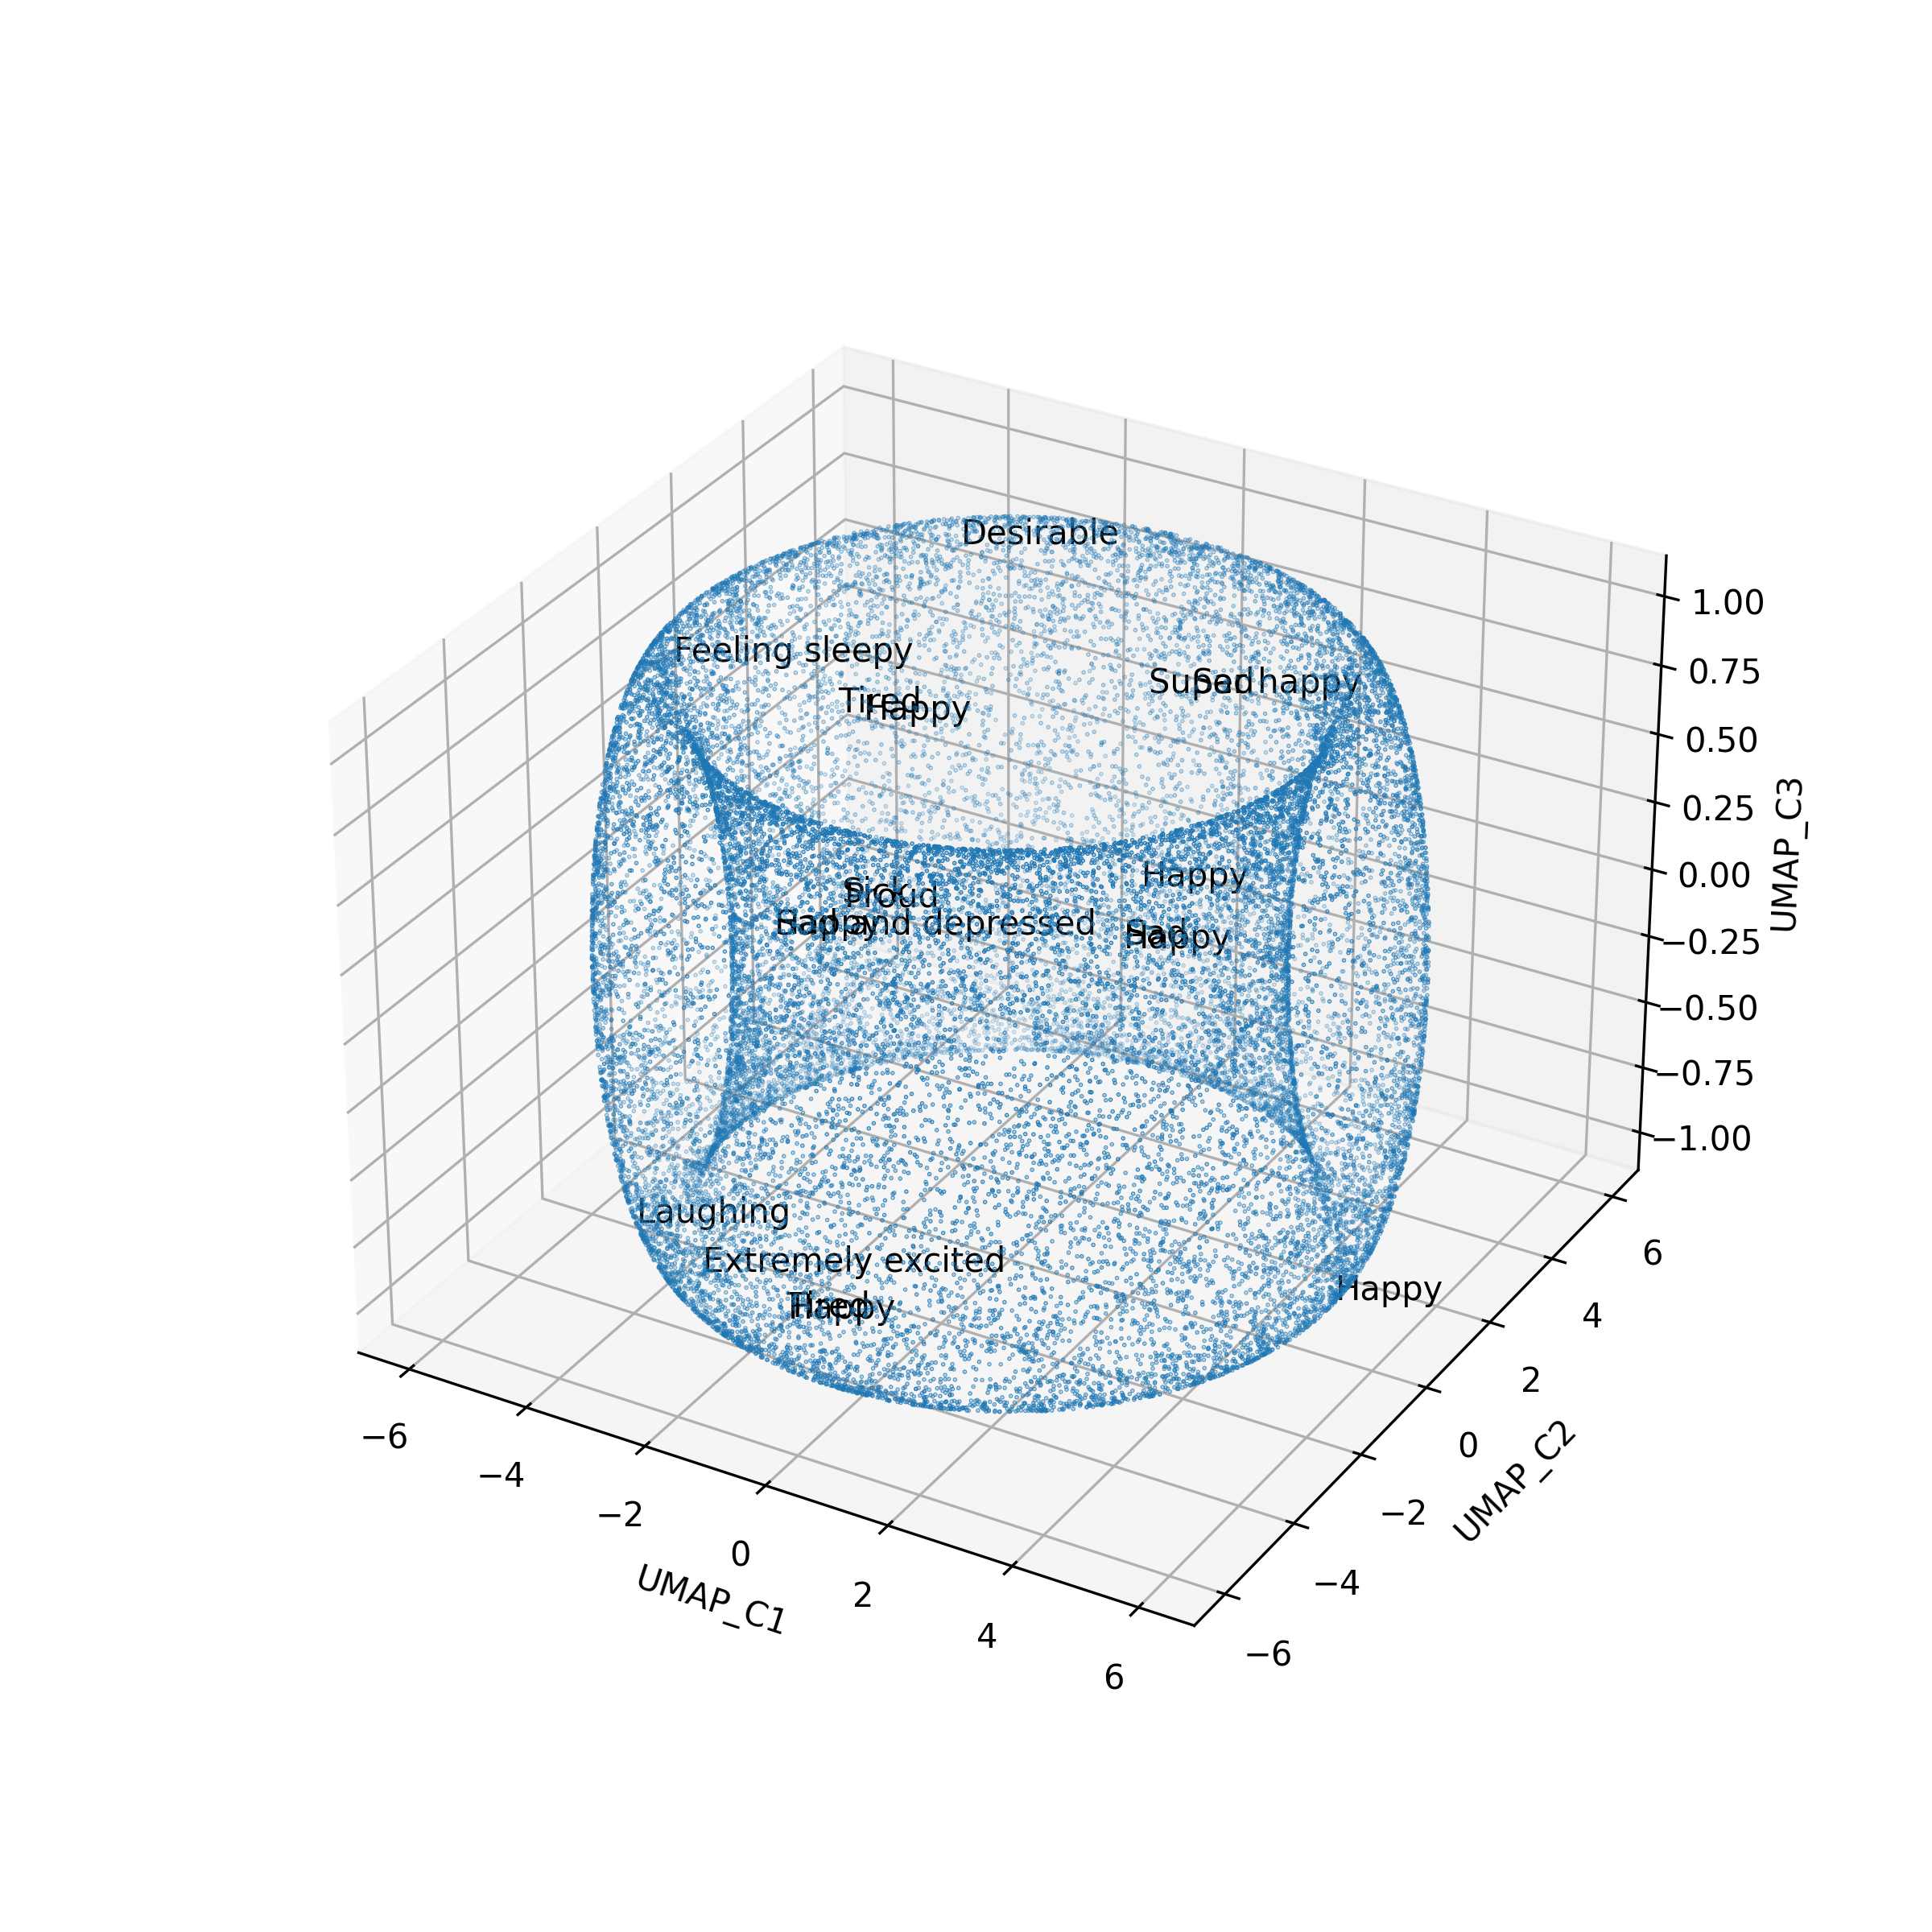 Desirable
Feeling sleepy
Super happy
Sad
Tired
Happy
Happy
Sick
Proud
Happy
Sad and depressed
Sad
Happy
Laughing
Extremely excited
Tired
Happy
Happy
1.00
0.75
0.50
0.25
0.00
−0.25
−0.50
−0.75
−1.00
UMAP_C3
−6
−4
−2
0
2
4
6
UMAP_C1
6
4
2
0
−2
−4
−6
UMAP_C2